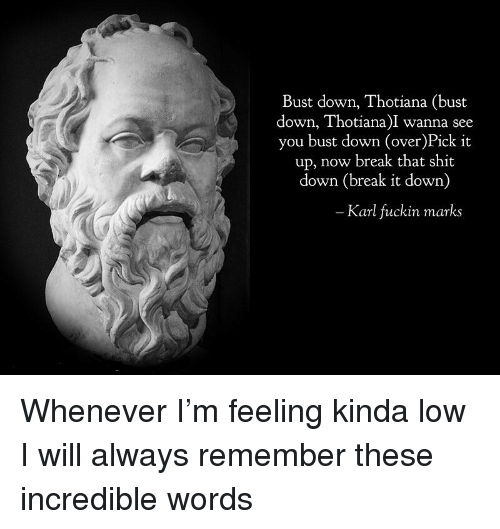 Bust down, Thotiana (bust
down, Thotiana)I wanna see
you bust down (over)Pick it
up, now break that shit
down (break it down)
– Karl fuckin marks
Whenever I’m feeling kinda low
I will always remember these
incredible words